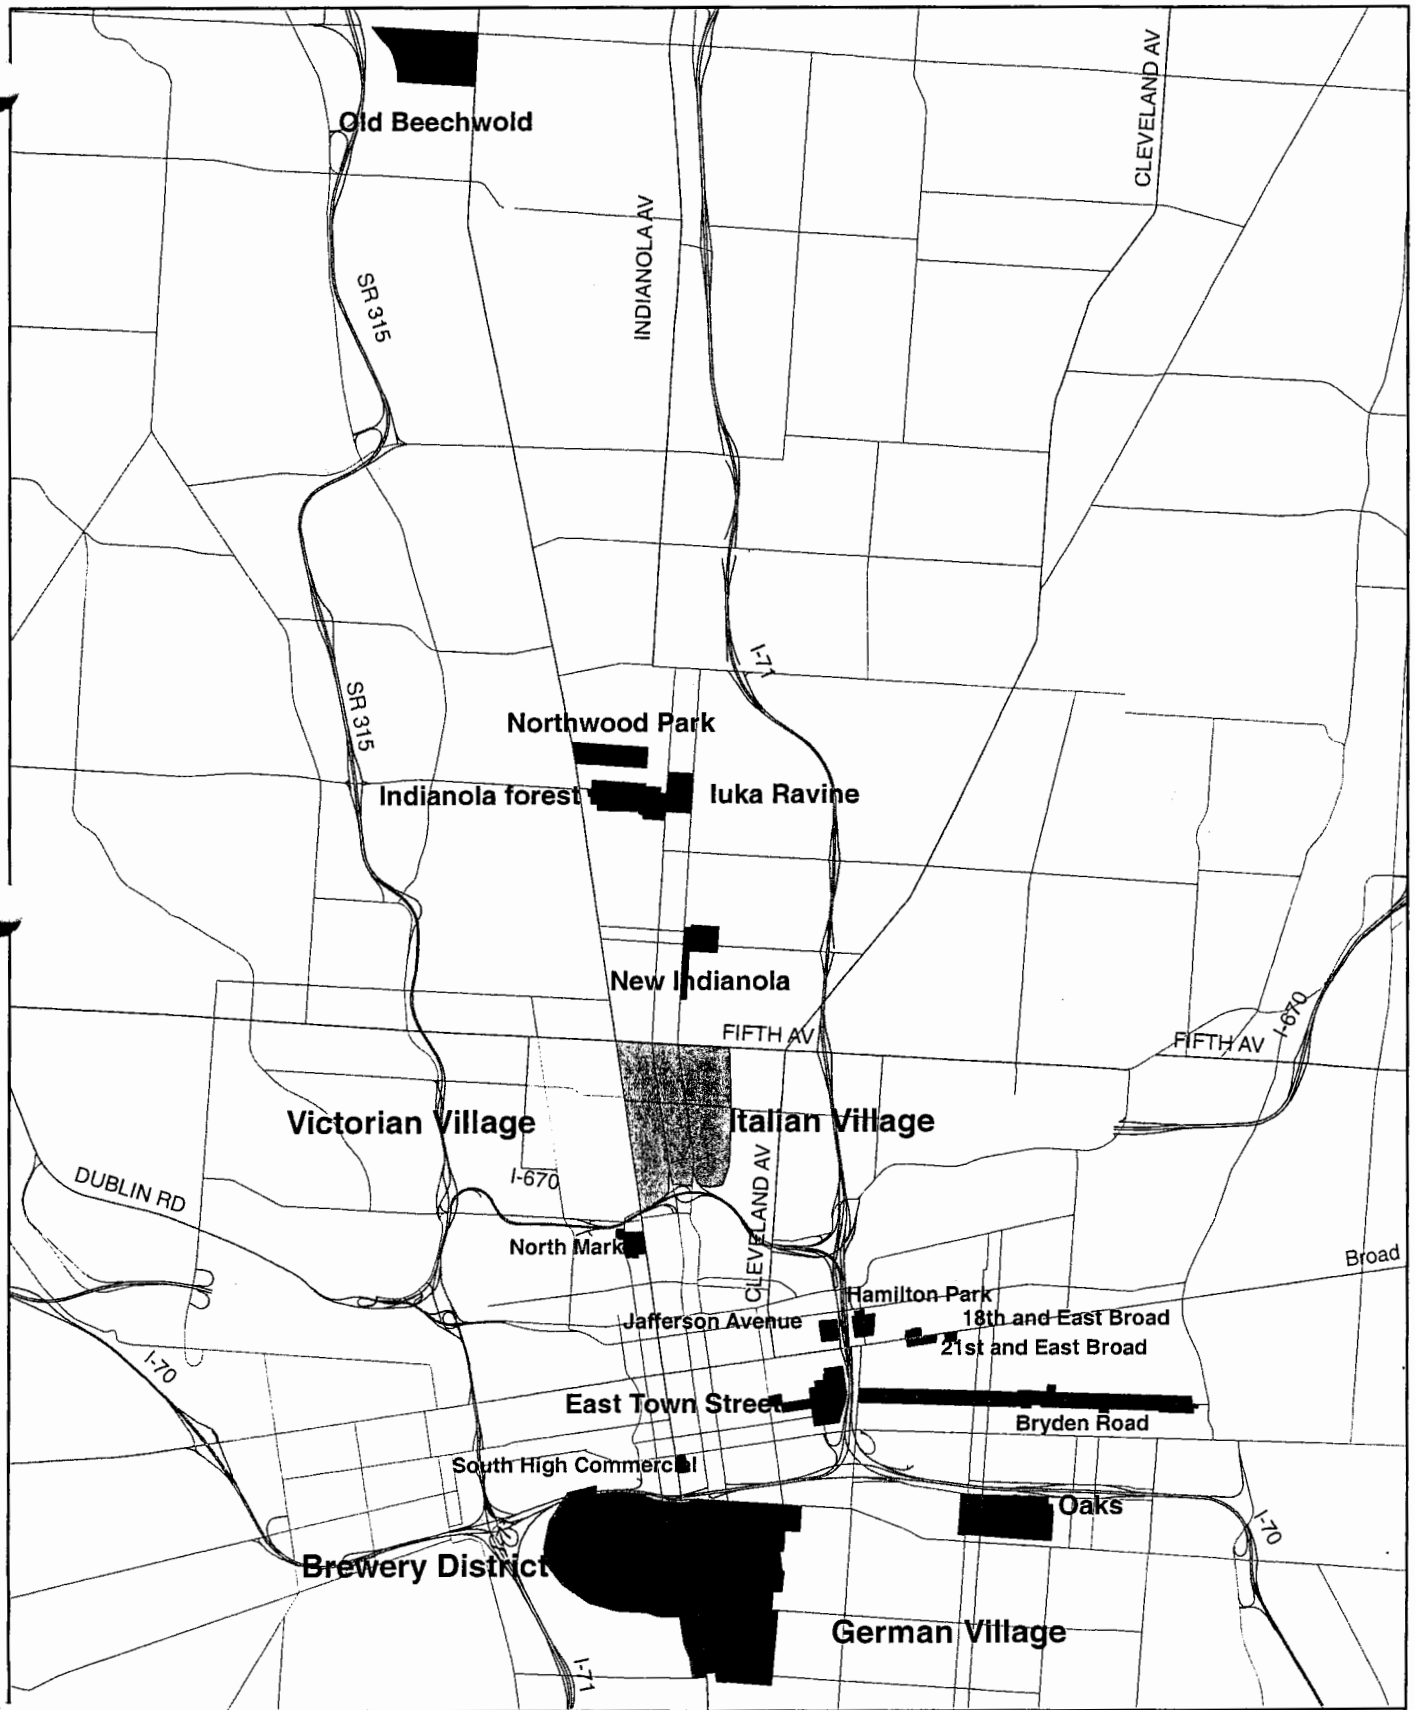 Old Beechwold
CLEVELAND AV
INDIANOLA AV
SR 315
I-71
SR 315
Northwood Park
Indianola forest
Iuka Ravine
New Indianola
FIFTH AV
I-670
FIFTH AV
Victorian Village
Italian Village
I-670
DUBLIN RD
CLEVELAND AV
North Mark
Broad
Hamilton Park
Jafferson Avenue
18th and East Broad
21st and East Broad
I-70
East Town Street
Bryden Road
South High Commercial
Oaks
I-70
Brewery District
German Village
I-71